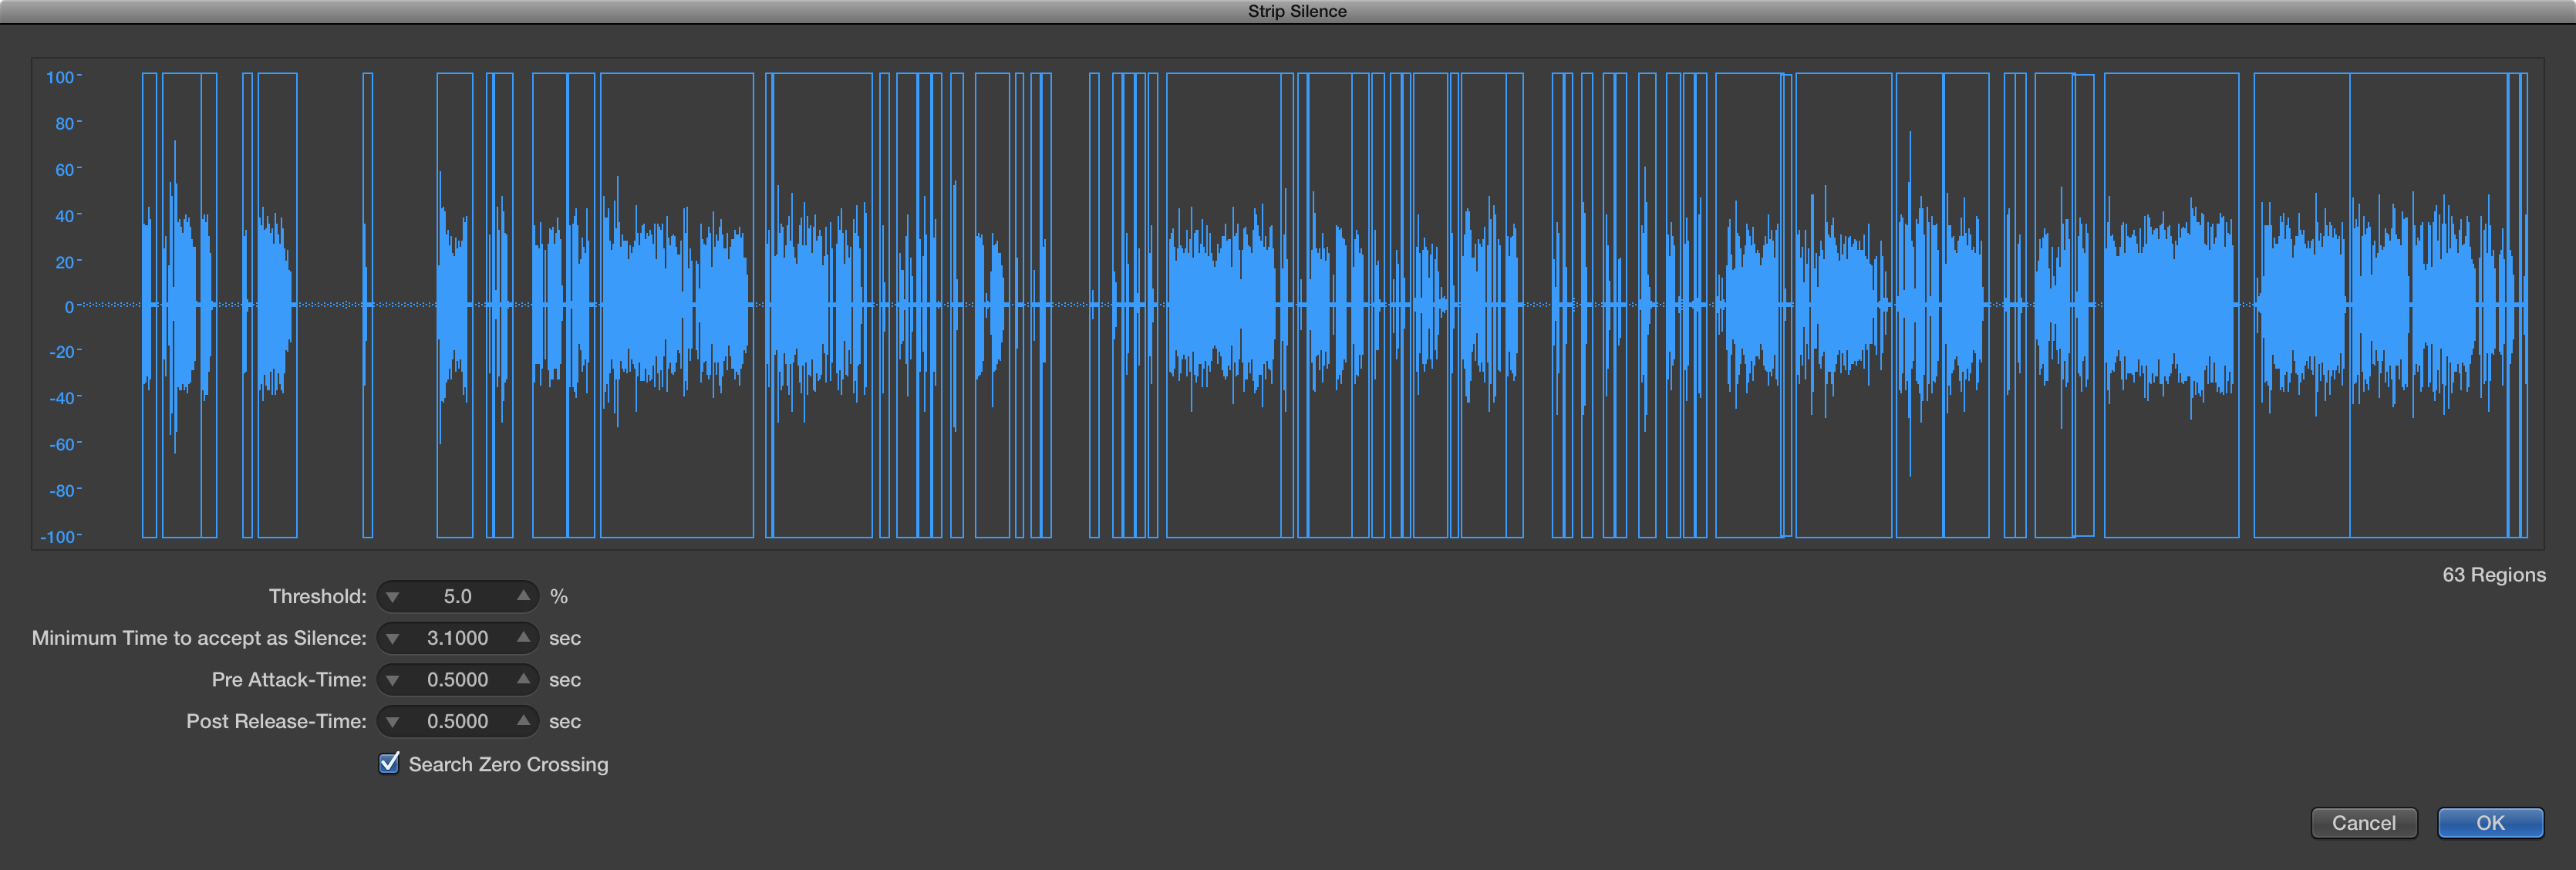 Strip Silence
100
80
60
40
20
0
-20
-40
-60
-80
-100
63 Regions
Threshold: 5.0 %
Minimum Time to accept as Silence: 3.1000 sec
Pre Attack-Time: 0.5000 sec
Post Release-Time: 0.5000 sec
Search Zero Crossing
Cancel OK